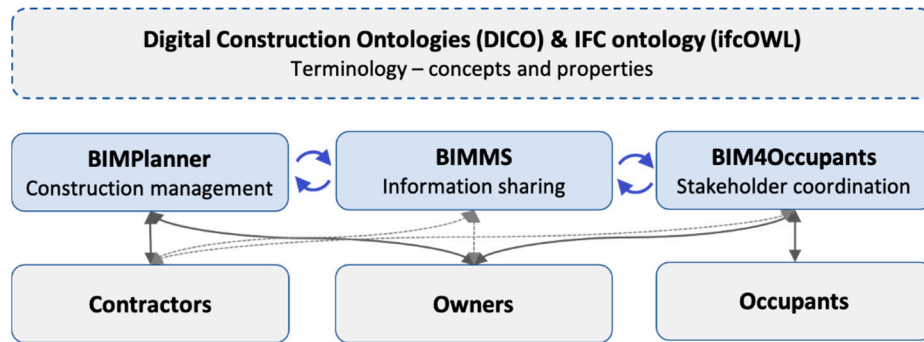 Digital Construction Ontologies (DICO) & IFC ontology (ifcOWL)
Terminology – concepts and properties
BIMPlanner
Construction management
BIMMS
Information sharing
BIM4Occupants
Stakeholder coordination
Contractors
Owners
Occupants